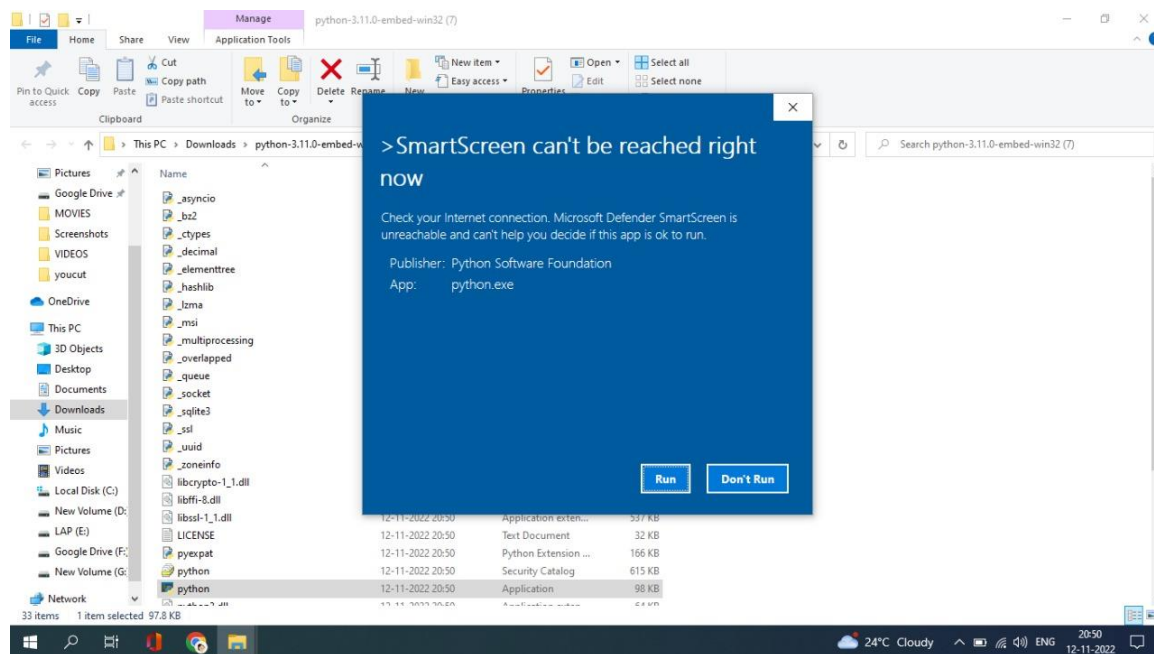 Manage
python-3.11.0-embed-win32 (7)
File Home Share View Application Tools
Pin to Quick access
Copy
Paste
Cut
Copy path
Paste shortcut
Move to
Copy to
Delete
Rename
New
New item
Easy access
Properties
Open
Edit
Select all
Select none
Clipboard
Organize
This PC > Downloads > python-3.11.0-embed-w
Search python-3.11.0-embed-win32 (7)
Pictures
Google Drive
MOVIES
Screenshots
VIDEOS
youcut
OneDrive
This PC
3D Objects
Desktop
Documents
Downloads
Music
Pictures
Videos
Local Disk (C:)
New Volume (D:
LAP (E:)
Google Drive (F:
New Volume (G:
Network
Name
_asyncio
_bz2
_ctypes
_decimal
_elementtree
_hashlib
_lzma
_msi
_multiprocessing
_overlapped
_queue
_socket
_sqlite3
_ssl
_uuid
_zoneinfo
libcrypto-1_1.dll
libffi-8.dll
libssl-1_1.dll 12-11-2022 20:50 Application exten... 537 KB
LICENSE 12-11-2022 20:50 Text Document 32 KB
pyexpat 12-11-2022 20:50 Python Extension ... 166 KB
python 12-11-2022 20:50 Security Catalog 615 KB
python 12-11-2022 20:50 Application 98 KB
>SmartScreen can't be reached right
now
Check your Internet connection. Microsoft Defender SmartScreen is
unreachable and can't help you decide if this app is ok to run.
Publisher: Python Software Foundation
App: python.exe
Run
Don't Run
33 items 1 item selected 97.8 KB
24°C Cloudy
ENG
20:50
12-11-2022